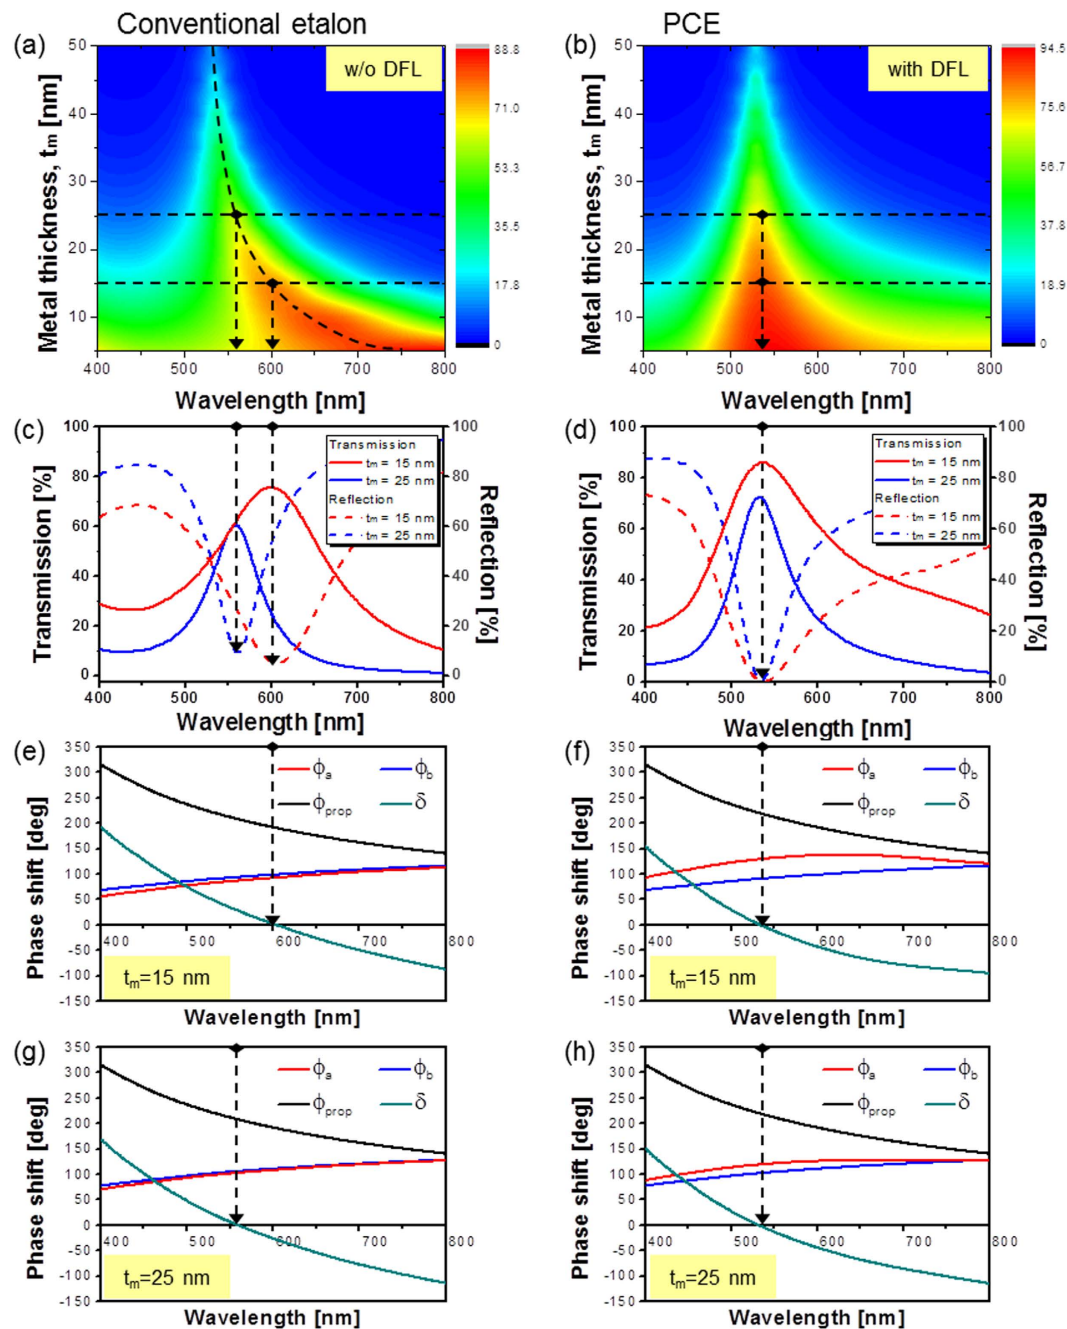 Conventional etalon
PCE
(a)
w/o DFL
50
40
30
20
10
Metal thickness, tm [nm]
400 500 600 700 800
Wavelength [nm]
88.8
71.0
53.3
35.5
17.8
0
(b)
with DFL
50
40
30
20
10
Metal thickness, tm [nm]
400 500 600 700 800
Wavelength [nm]
94.5
75.6
56.7
37.8
18.9
0
(c)
100
80
60
40
20
0
Transmission [%]
Transmission
tm = 15 nm
tm = 25 nm
Reflection
tm = 15 nm
tm = 25 nm
100
80
60
40
20
0
Reflection [%]
400 500 600 700 800
Wavelength [nm]
(d)
100
80
60
40
20
0
Transmission [%]
Transmission
tm = 15 nm
tm = 25 nm
Reflection
tm = 15 nm
tm = 25 nm
100
80
60
40
20
0
Reflection [%]
400 500 600 700 800
Wavelength [nm]
(e)
350
300
250
200
150
100
50
0
-50
-100
-150
Phase shift [deg]
ϕa ϕb
ϕprop δ
400 500 600 700 800
tm=15 nm
Wavelength [nm]
(f)
350
300
250
200
150
100
50
0
-50
-100
-150
Phase shift [deg]
ϕa ϕb
ϕprop δ
400 500 600 700 800
tm=15 nm
Wavelength [nm]
(g)
350
300
250
200
150
100
50
0
-50
-100
-150
Phase shift [deg]
ϕa ϕb
ϕprop δ
400 500 600 700 800
tm=25 nm
Wavelength [nm]
(h)
350
300
250
200
150
100
50
0
-50
-100
-150
Phase shift [deg]
ϕa ϕb
ϕprop δ
400 500 600 700 800
tm=25 nm
Wavelength [nm]